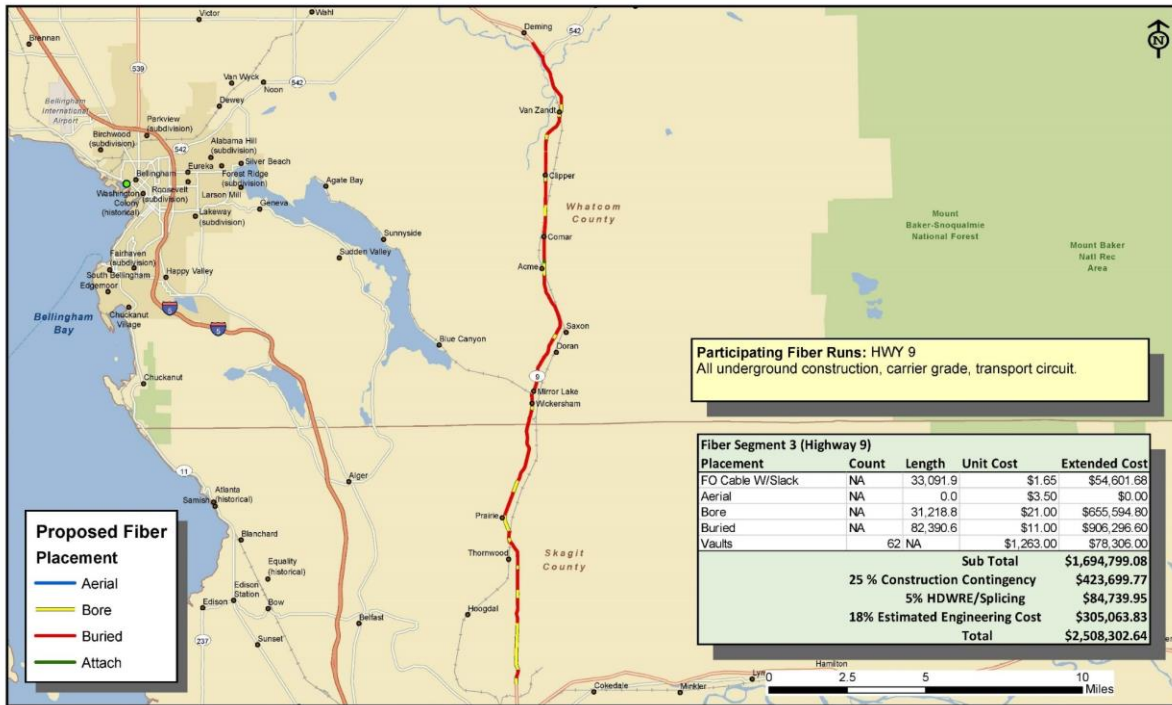 Victor
Wahl
Deming
542
Brennan
539
Van Wyck
542
Noon
Dewey
Van Zandt
Bellingham
International
Airport
Parkview
(subdivision)
Birchwood
(subdivision)
542
Alabama Hill
(subdivision)
Silver Beach
Eureka
Bellingham
Forest Ridge
(subdivision)
Agate Bay
Clipper
Washington
Colony
(historical)
Roosevelt
(subdivision)
Larson Mill
Geneva
Lakeway
(subdivision)
Whatcom
County
Mount
Baker-Snoqualmie
National Forest
Sunnyside
Comar
Mount Baker
Natl Rec
Area
Fairhaven
(subdivision)
Sudden Valley
South Bellingham
Happy Valley
Acme
Edgemoor
Bellingham
Bay
Chuckanut
Village
5
5
Saxon
Blue Canyon
Doran
Chuckanut
9
Mirror Lake
Wickersham
N
Participating Fiber Runs: HWY 9
All underground construction, carrier grade, transport circuit.
11
Alger
Atlanta
(historical)
Samish
Prairie
Blanchard
Thornwood
Skagit
County
Equality
(historical)
Edison
Station
Hoogdal
Edison
Bow
Belfast
237
Sunset
Cokedale
Minkler
Hamilton
Fiber Segment 3 (Highway 9)
Placement Count Length Unit Cost Extended Cost
FO Cable W/Slack NA 33,091.9 $1.65 $54,601.68
Aerial NA 0.0 $3.50 $0.00
Bore NA 31,218.8 $21.00 $655,594.80
Buried NA 82,390.6 $11.00 $906,296.60
Vaults 62 NA $1,263.00 $78,306.00
Sub Total $1,694,799.08
25 % Construction Contingency $423,699.77
5% HDWRE/Splicing $84,739.95
18% Estimated Engineering Cost $305,063.83
Total $2,508,302.64
Proposed Fiber
Placement
Aerial
Bore
Buried
Attach
0 2.5 5 10
Miles